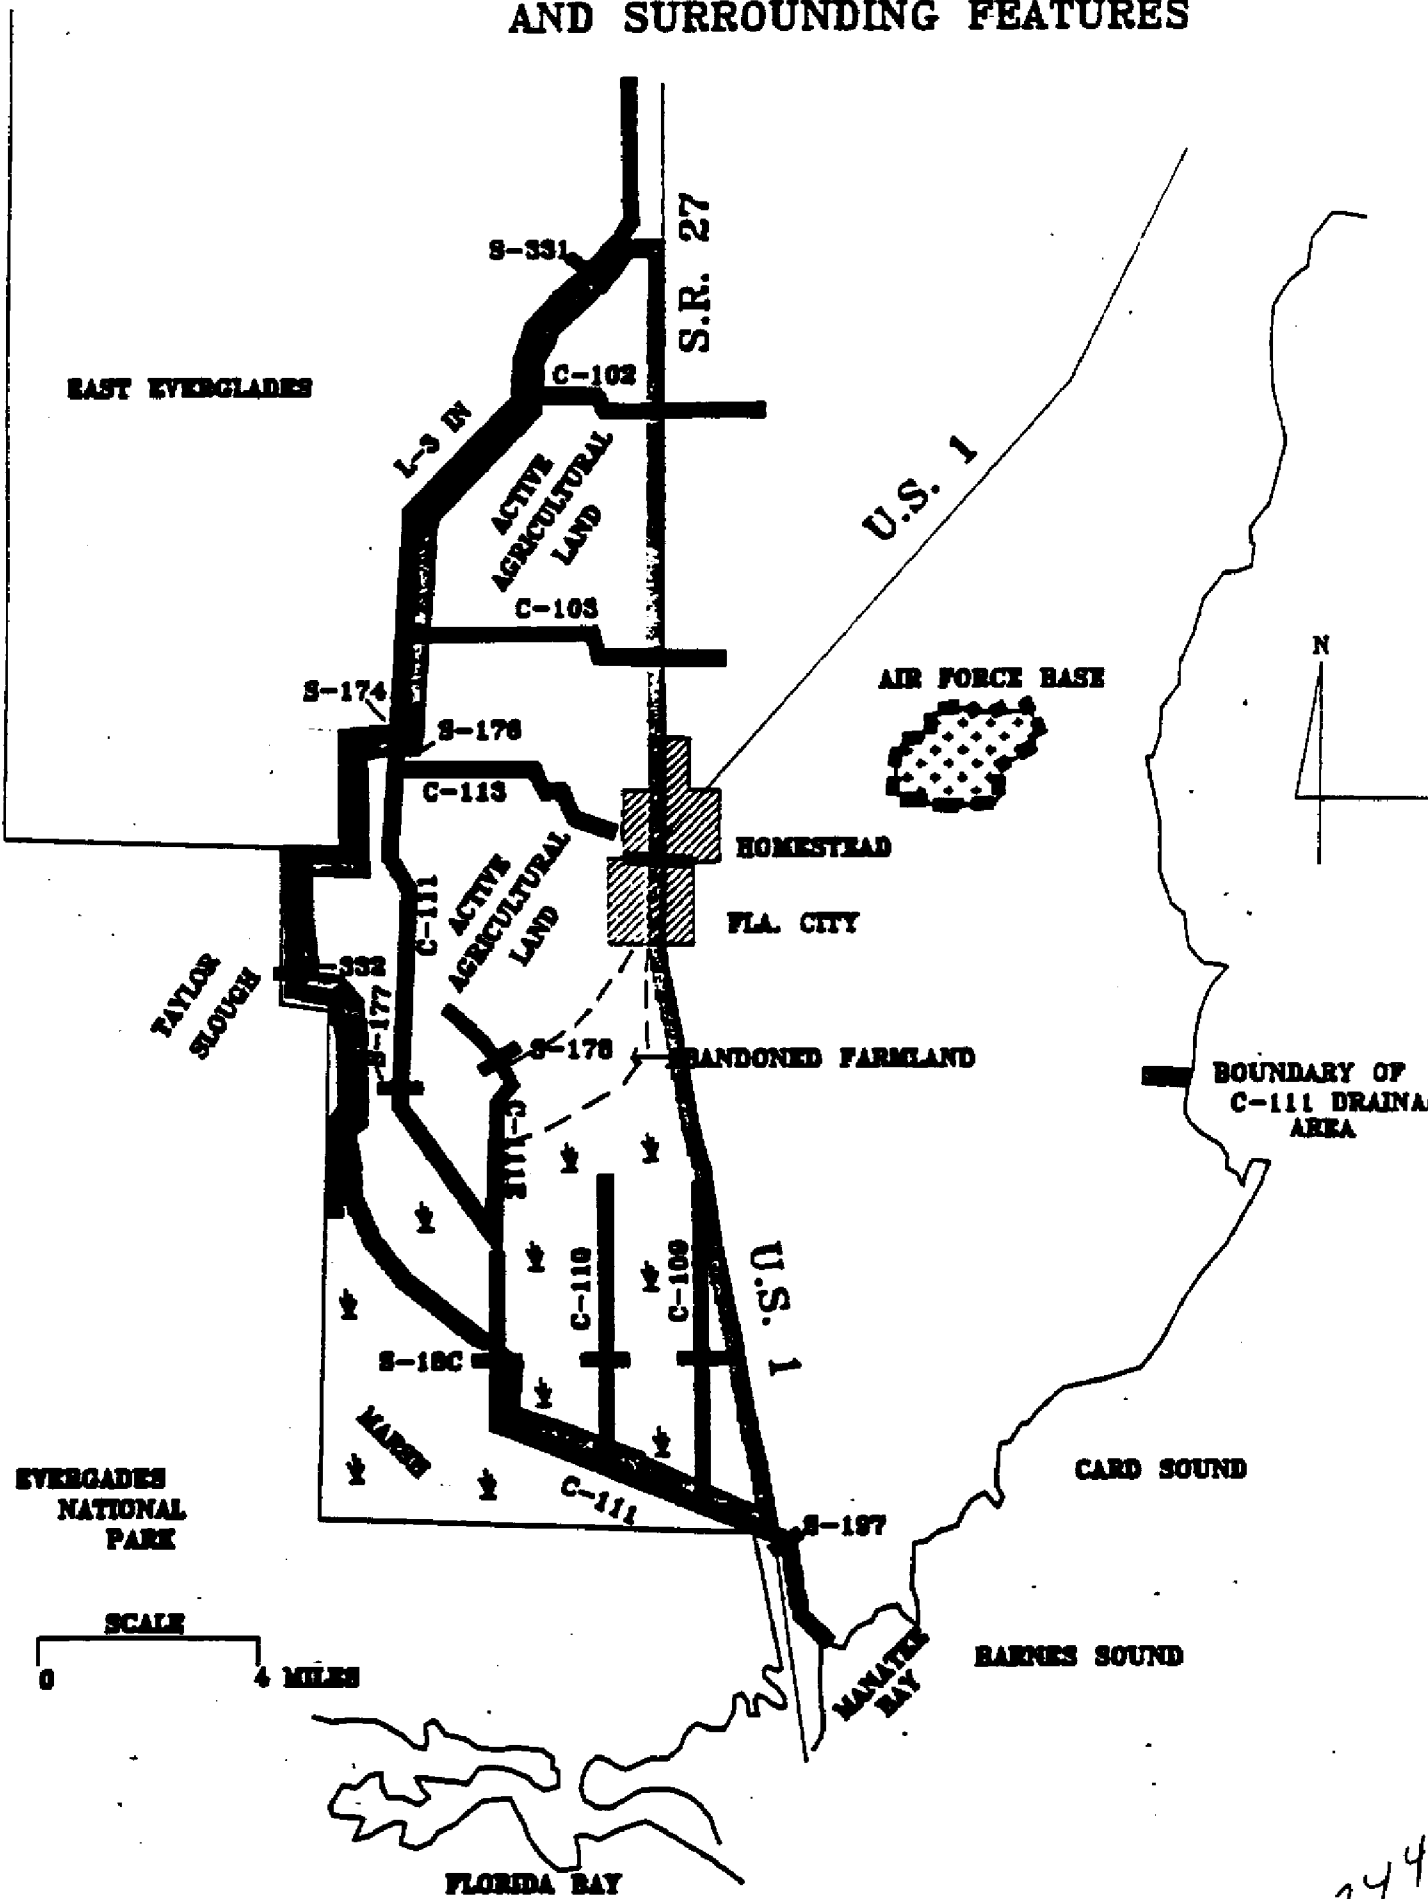 AND SURROUNDING FEATURES
S.R. 27
S-331
EAST EVERGLADES
C-102
L-3 IN
ACTIVE
AGRICULTURAL
LAND
U.S. 1
C-103
N
AIR FORCE BASE
S-174
S-176
C-113
HOMESTEAD
ACTIVE
AGRICULTURAL
LAND
C-111
FLA. CITY
TAYLOR
SLOUGH
-332
S-177
S-178
BANDONED FARMLAND
BOUNDARY OF
C-111 DRAINA
AREA
C-111E
C-110
C-109
U.S. 1
S-18C
MARSH
EVERGADES
NATIONAL
PARK
C-111
CARD SOUND
S-197
SCALE
0
4 MILES
MANATEE
BAY
BARNES SOUND
FLORIDA BAY